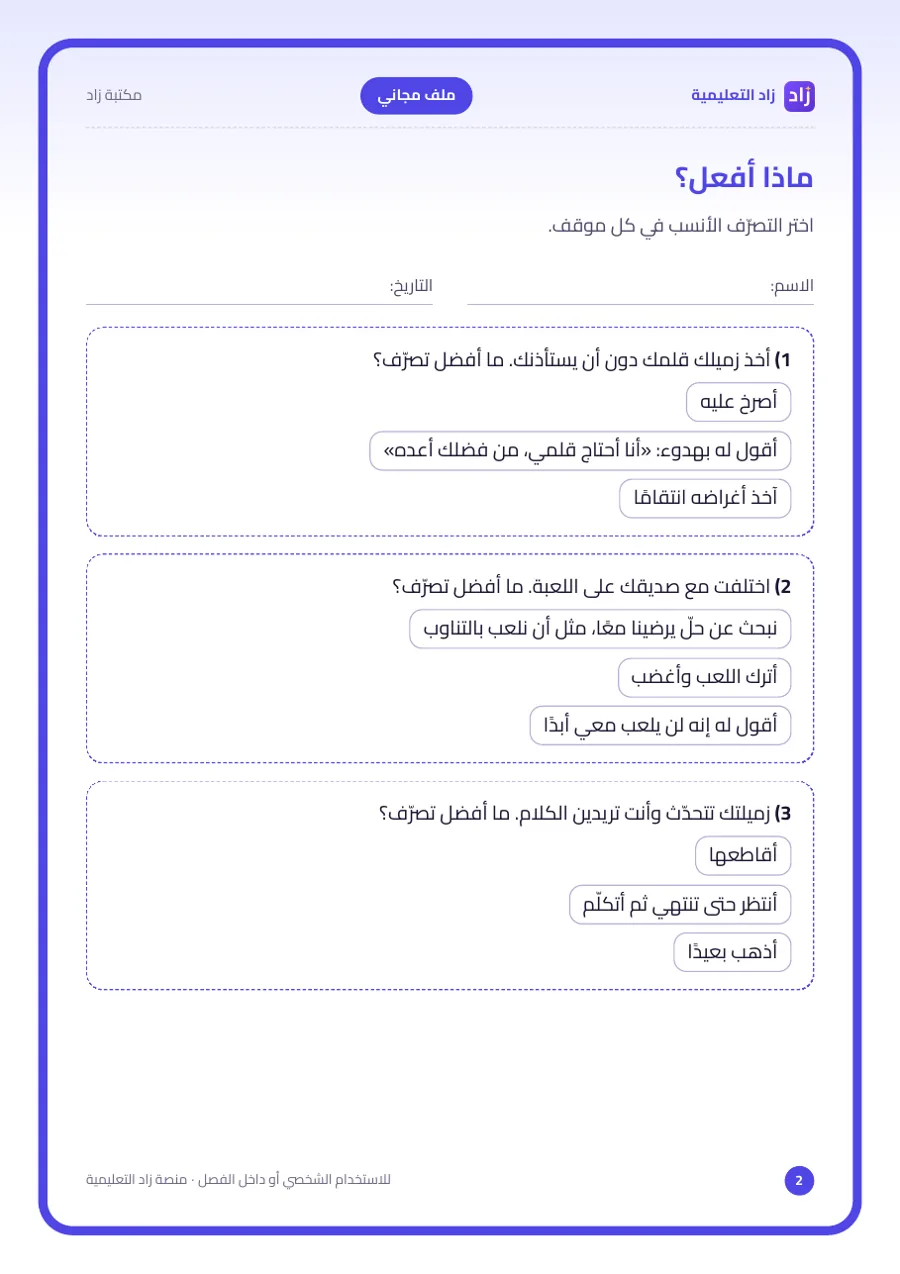 زاد
زاد التعليمية
ملف مجاني
مكتبة زاد
ماذا أفعل؟
اختر التصرّف الأنسب في كل موقف.
الاسم:
التاريخ:
1) أخذ زميلك قلمك دون أن يستأذنك. ما أفضل تصرّف؟
أصرخ عليه
أقول له بهدوء: «أنا أحتاج قلمي، من فضلك أعده»
آخذ أغراضه انتقامًا
2) اختلفت مع صديقك على اللعبة. ما أفضل تصرّف؟
نبحث عن حلّ يرضينا معًا، مثل أن نلعب بالتناوب
أترك اللعب وأغضب
أقول له إنه لن يلعب معي أبدًا
3) زميلتك تتحدّث وأنت تريدين الكلام. ما أفضل تصرّف؟
أقاطعها
أنتظر حتى تنتهي ثم أتكلّم
أذهب بعيدًا
2
للاستخدام الشخصي أو داخل الفصل · منصة زاد التعليمية